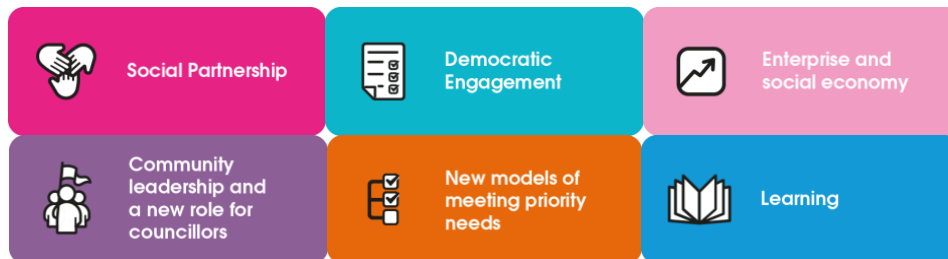 Social Partnership
Democratic
Engagement
Enterprise and
social economy
Community
leadership and
a new role for
councillors
New models of
meeting priority
needs
Learning